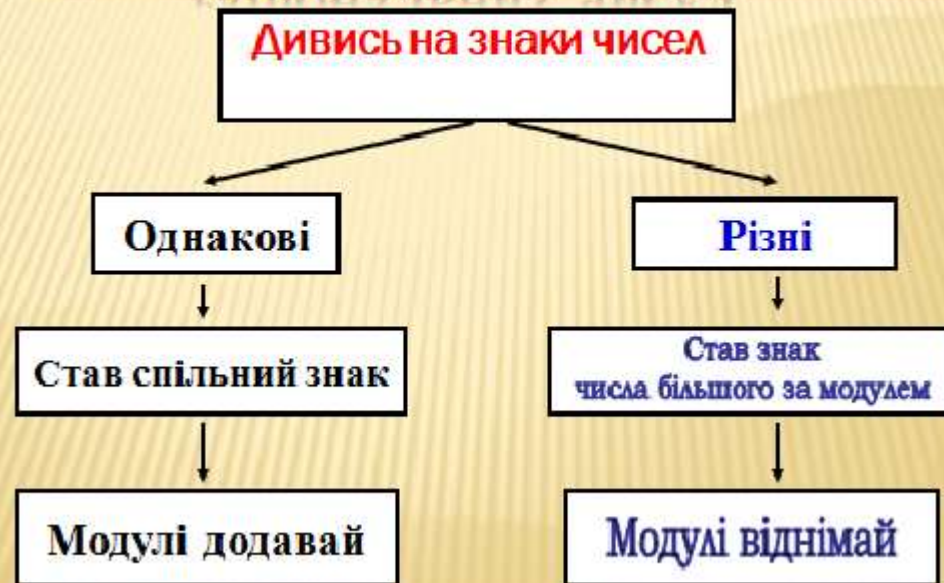 Дивись на знаки чисел
Однакові
Різні
Став спільний знак
Став знак
числа більшого за модулем
Модулі додавай
Модулі віднімай